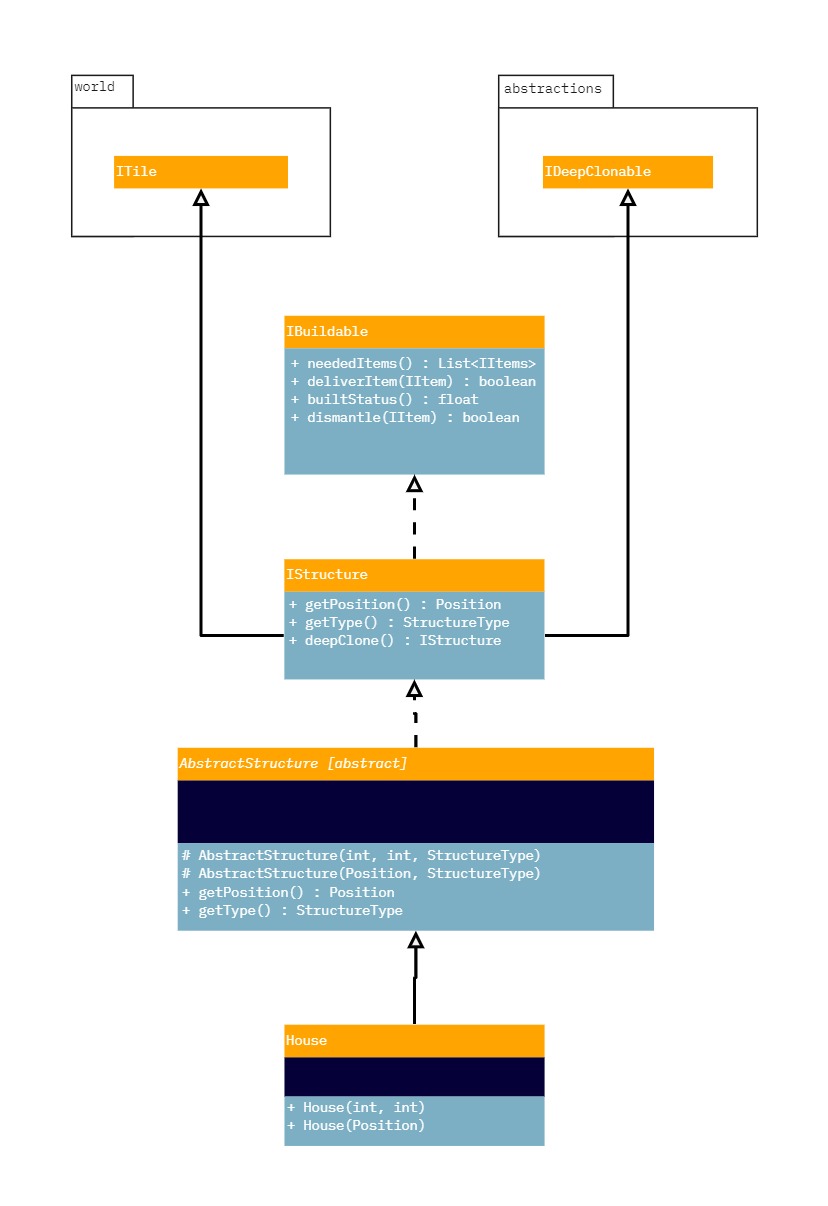 world
abstractions
ITile
IDeepClonable
IBuildable
+ neededItems() : List<IItems>
+ deliverItem(IItem) : boolean
+ builtStatus() : float
+ dismantle(IItem) : boolean
IStructure
+ getPosition() : Position
+ getType() : StructureType
+ deepClone() : IStructure
AbstractStructure [abstract]
# AbstractStructure(int, int, StructureType)
# AbstractStructure(Position, StructureType)
+ getPosition() : Position
+ getType() : StructureType
House
+ House(int, int)
+ House(Position)